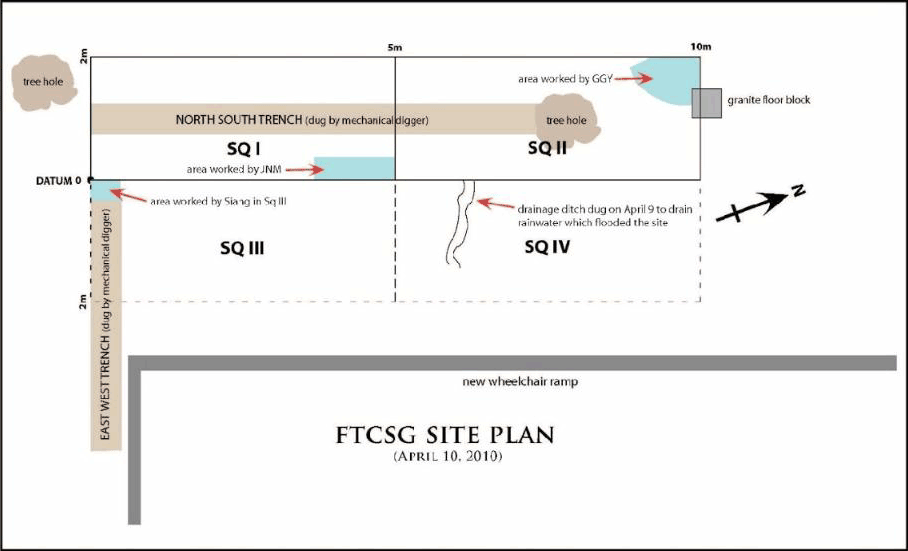 5m
10m
2m
tree hole
area worked by GGY
granite floor block
NORTH SOUTH TRENCH (dug by mechanical digger)
tree hole
SQ I
SQ II
area worked by JNM
DATUM 0
N
area worked by Siang in Sq III
drainage ditch dug on April 9 to drain
rainwater which flooded the site
SQ III
SQ IV
2m
EAST WEST TRENCH (dug by mechanical digger)
new wheelchair ramp
FTCSG SITE PLAN
(APRIL 10, 2010)